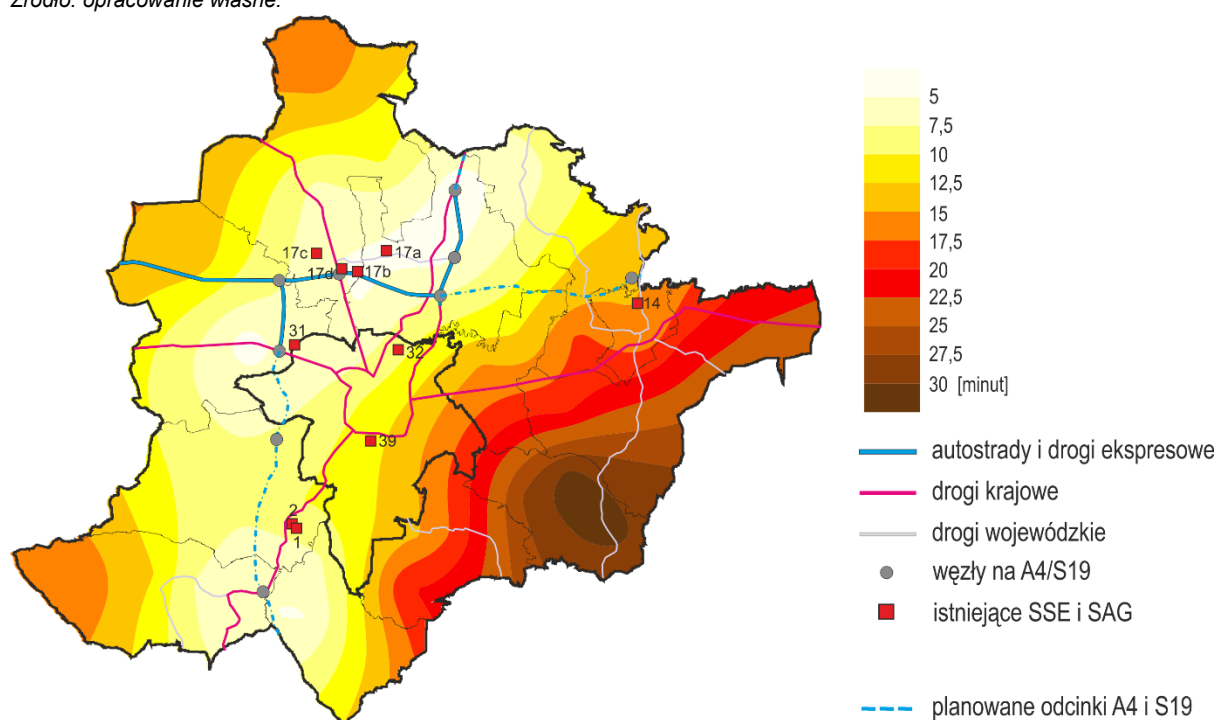 Źródło: opracowanie własne.
5
7,5
10
12,5
15
17,5
20
22,5
25
27,5
30 [minut]
17c
17a
17d
17b
14
31
32
39
2
1
autostrady i drogi ekspresowe
drogi krajowe
drogi wojewódzkie
węzły na A4/S19
istniejące SSE i SAG
planowane odcinki A4 i S19